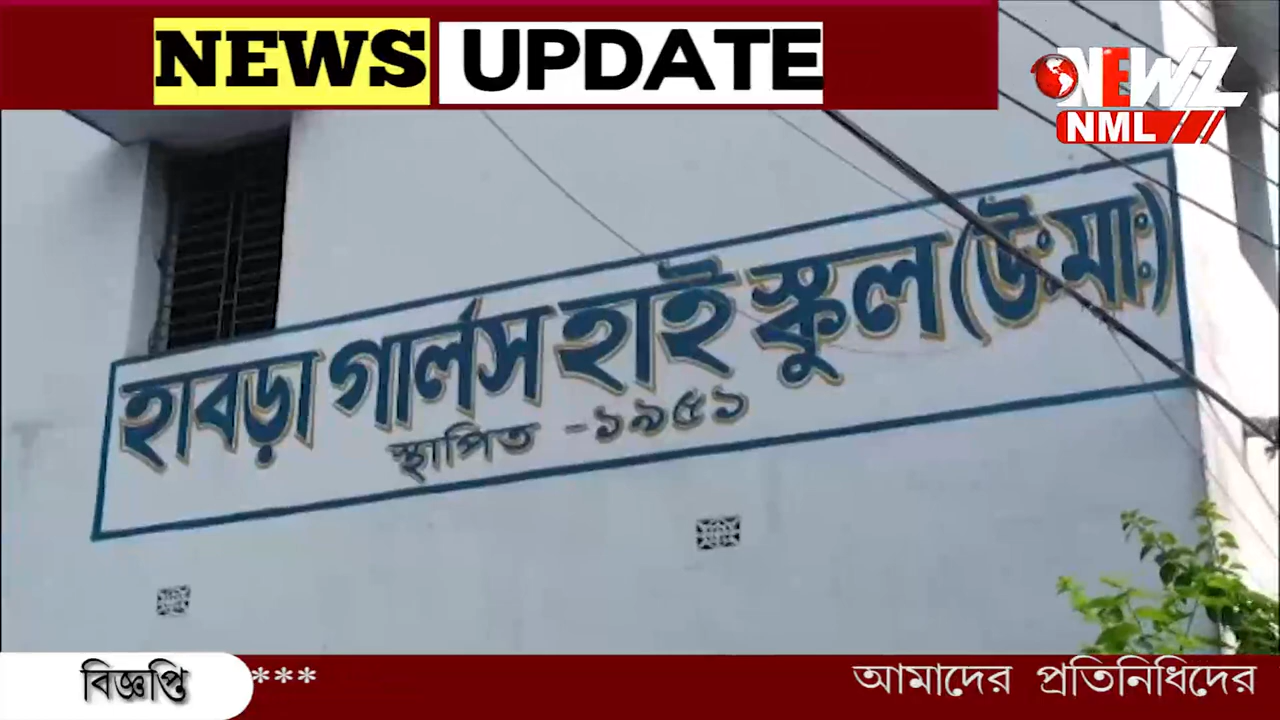 NEWS UPDATE
NEWZ
NML
হাবড়া গার্লস হাই স্কুল (উঃমাঃ)
স্থাপিত - ১৯৫১
বিজ্ঞপ্তি
*** আমাদের প্রতিনিধিদের